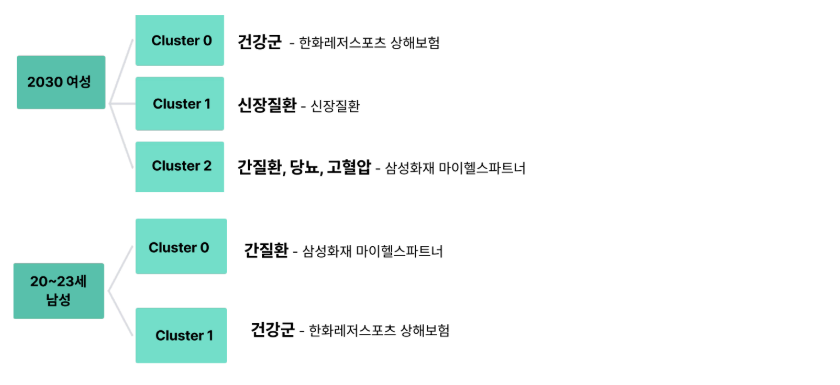 2030 여성
Cluster 0
건강군 - 한화레저스포츠 상해보험
Cluster 1
신장질환 - 신장질환
Cluster 2
간질환, 당뇨, 고혈압 - 삼성화재 마이헬스파트너
20~23세
남성
Cluster 0
간질환 - 삼성화재 마이헬스파트너
Cluster 1
건강군 - 한화레저스포츠 상해보험